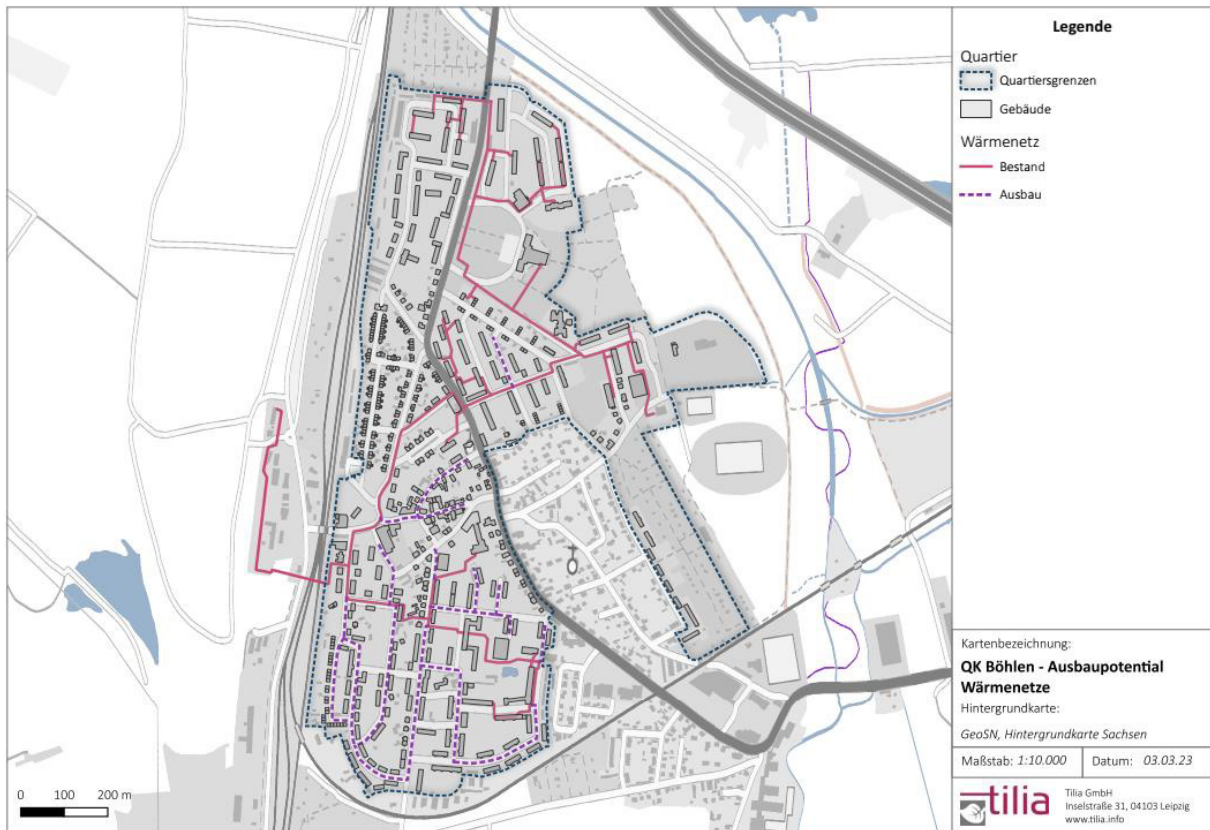 Legende
Quartier
Quartiersgrenzen
Gebäude
Wärmenetz
Bestand
Ausbau
0 100 200 m
Kartenbezeichnung:
QK Böhlen - Ausbaupotential
Wärmenetze
Hintergrundkarte:
GeoSN, Hintergrundkarte Sachsen
Maßstab: 1:10.000 Datum: 03.03.23
tilia
Tilia GmbH
Inselstraße 31, 04103 Leipzig
www.tilia.info